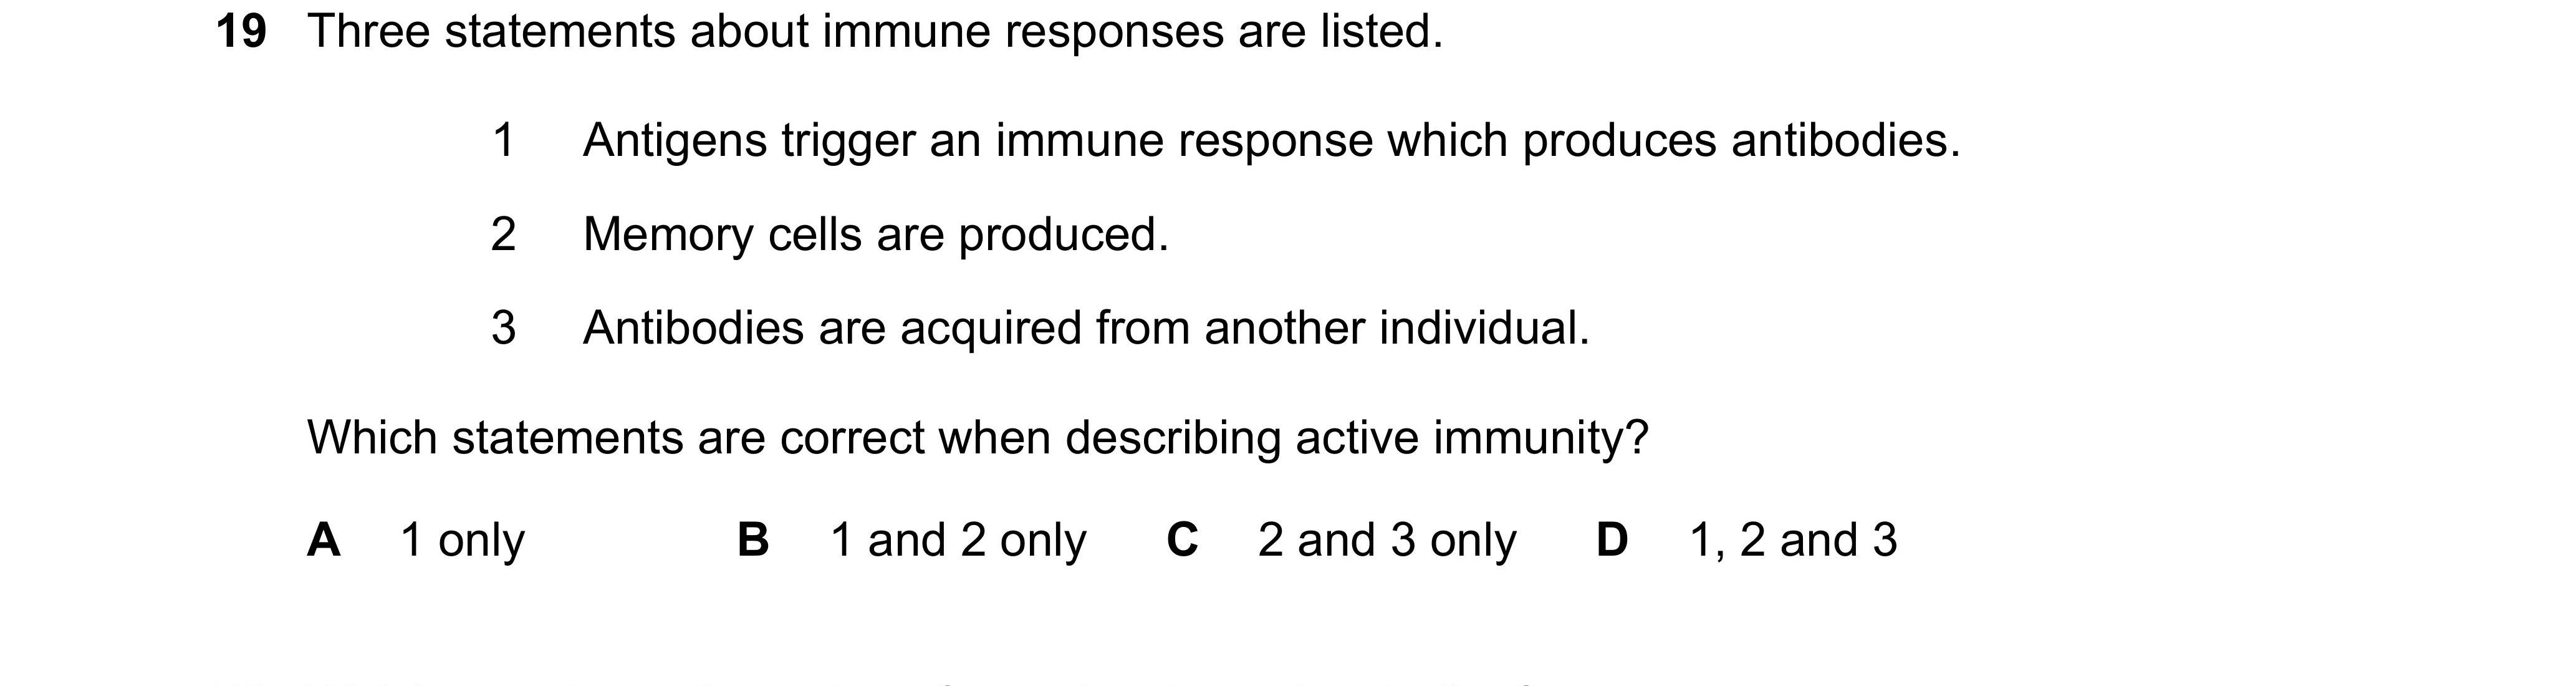 19 Three statements about immune responses are listed.
1 Antigens trigger an immune response which produces antibodies.
2 Memory cells are produced.
3 Antibodies are acquired from another individual.
Which statements are correct when describing active immunity?
A 1 only B 1 and 2 only C 2 and 3 only D 1, 2 and 3